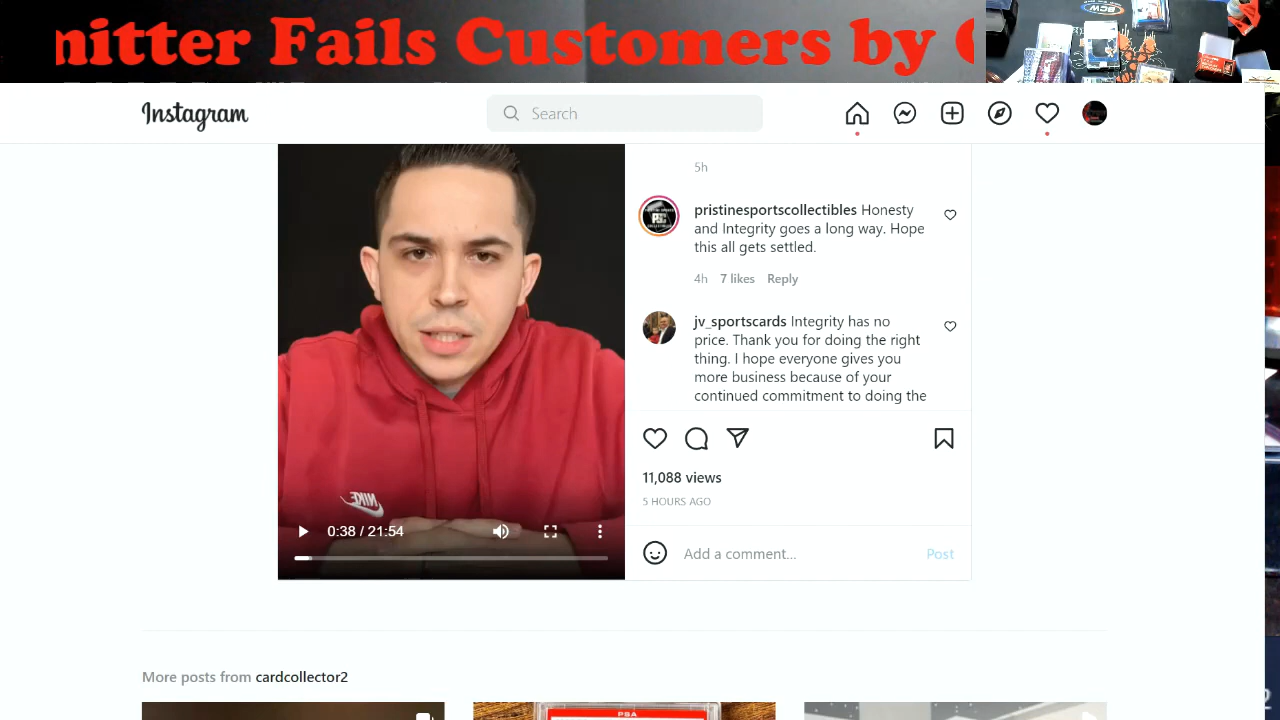 nitter Fails Customers by
BCW
Instagram
Search
5h
pristinesportscollectibles Honesty
and Integrity goes a long way. Hope
this all gets settled.
4h 7 likes Reply
jv_sportscards Integrity has no
price. Thank you for doing the right
thing. I hope everyone gives you
more business because of your
continued commitment to doing the
NIKE
0:38 / 21:54
11,088 views
5 HOURS AGO
Add a comment... Post
More posts from cardcollector2
PSA